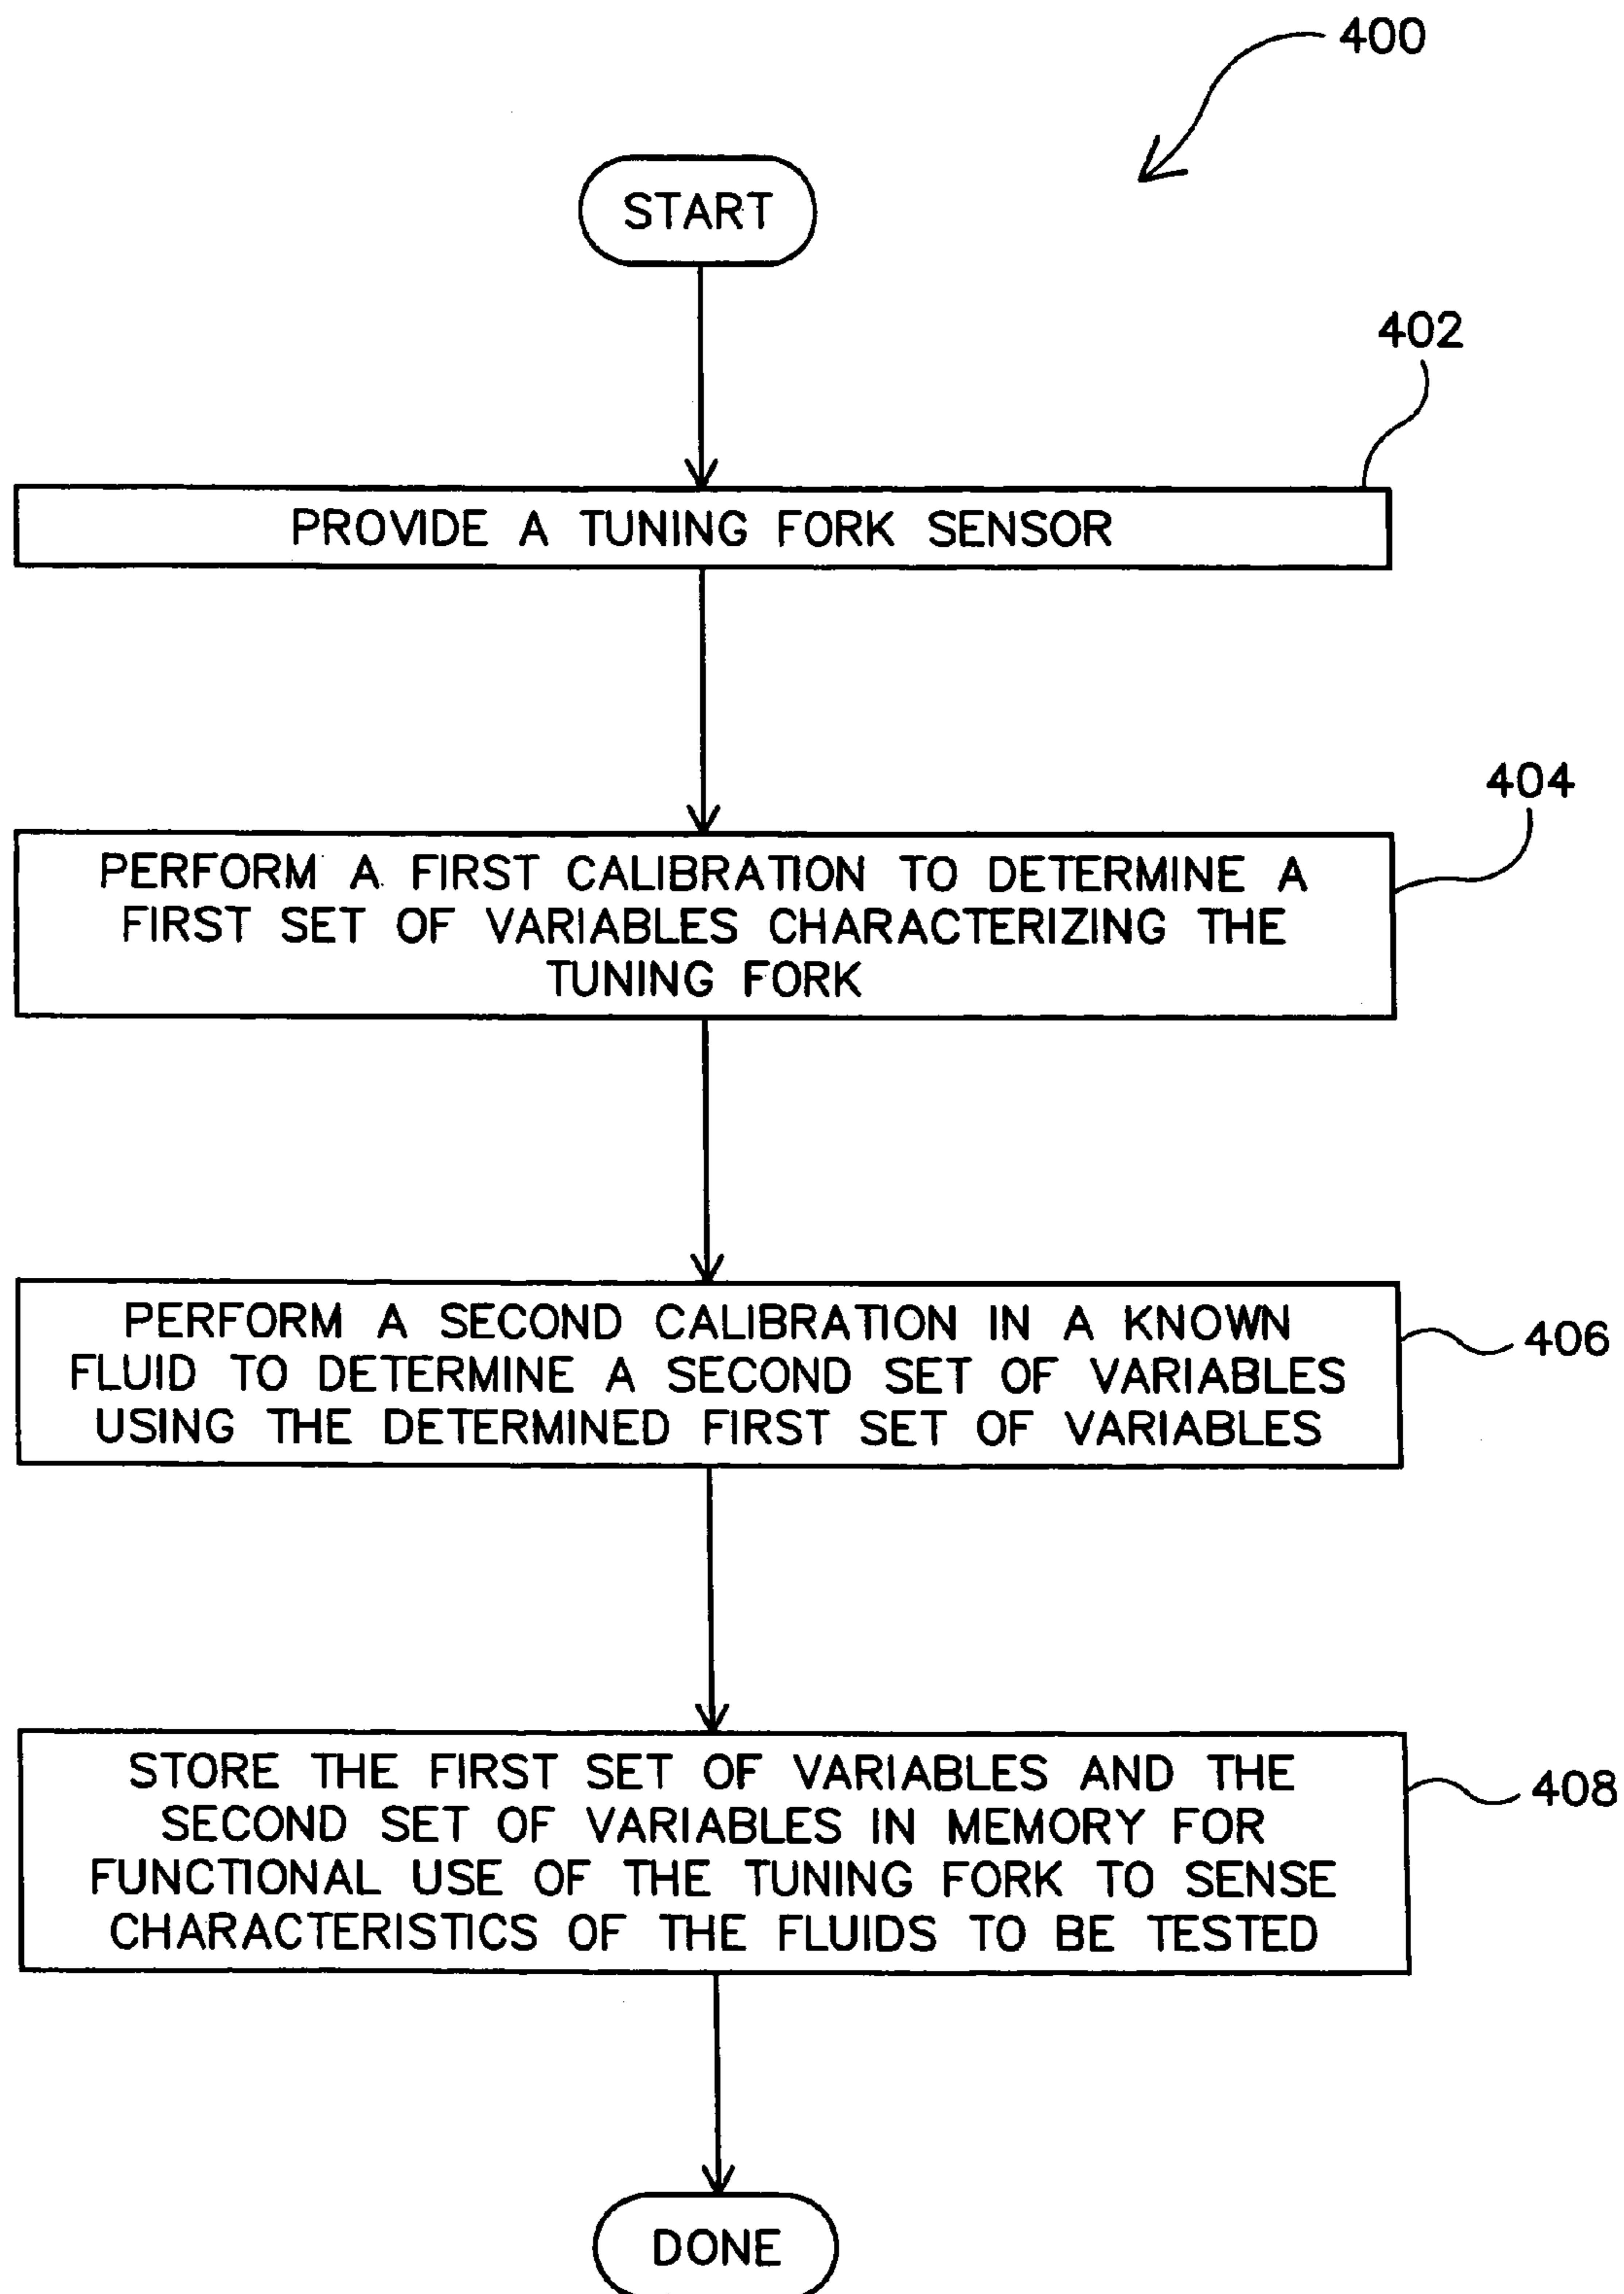 400
START
402
PROVIDE A TUNING FORK SENSOR
404
PERFORM A FIRST CALIBRATION TO DETERMINE A
FIRST SET OF VARIABLES CHARACTERIZING THE
TUNING FORK
PERFORM A SECOND CALIBRATION IN A KNOWN
FLUID TO DETERMINE A SECOND SET OF VARIABLES
USING THE DETERMINED FIRST SET OF VARIABLES
406
STORE THE FIRST SET OF VARIABLES AND THE
SECOND SET OF VARIABLES IN MEMORY FOR
FUNCTIONAL USE OF THE TUNING FORK TO SENSE
CHARACTERISTICS OF THE FLUIDS TO BE TESTED
408
DONE